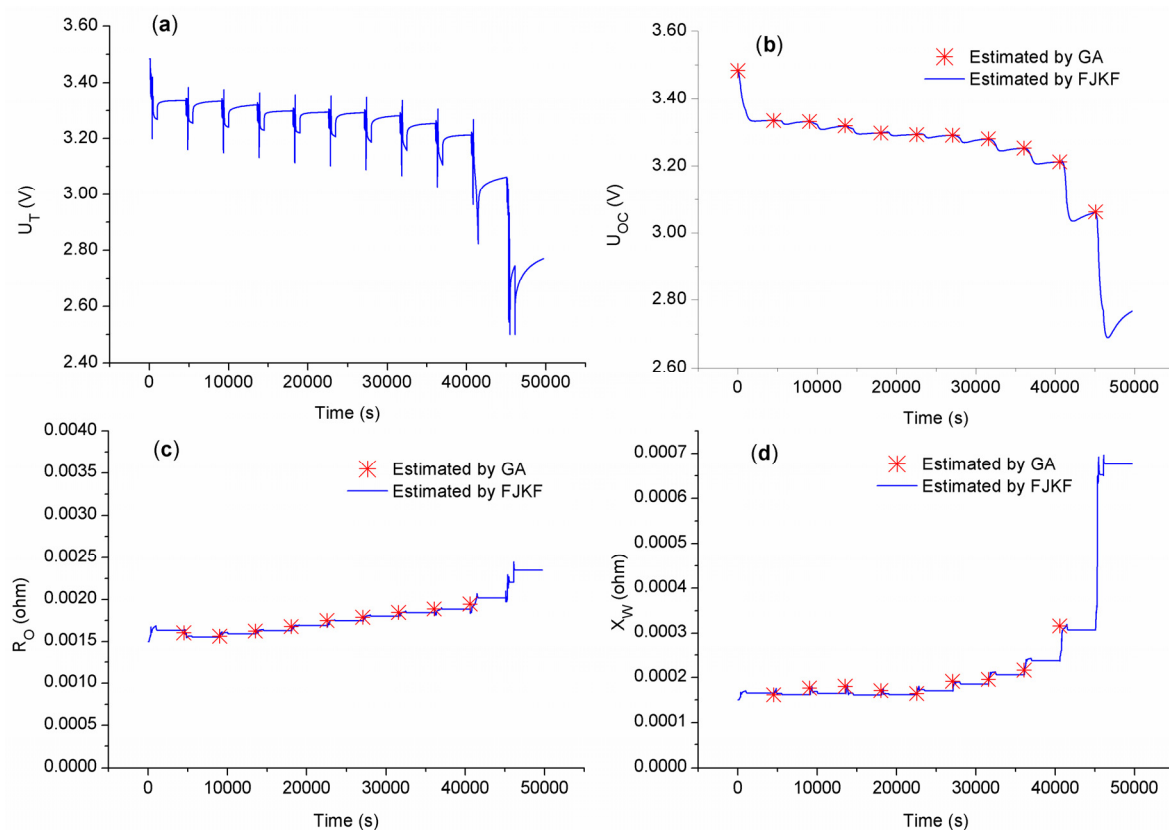 (a)
3.60
3.40
3.20
3.00
2.80
2.60
2.40
U_T (V)
0 10000 20000 30000 40000 50000
Time (s)
(b)
Estimated by GA
Estimated by FJKF
3.60
3.40
3.20
3.00
2.80
2.60
U_OC (V)
0 10000 20000 30000 40000 50000
Time (s)
(c)
Estimated by GA
Estimated by FJKF
0.0040
0.0035
0.0030
0.0025
0.0020
0.0015
0.0010
0.0005
0.0000
R_O (ohm)
0 10000 20000 30000 40000 50000
Time (s)
(d)
Estimated by GA
Estimated by FJKF
0.0007
0.0006
0.0005
0.0004
0.0003
0.0002
0.0001
0.0000
X_W (ohm)
0 10000 20000 30000 40000 50000
Time (s)